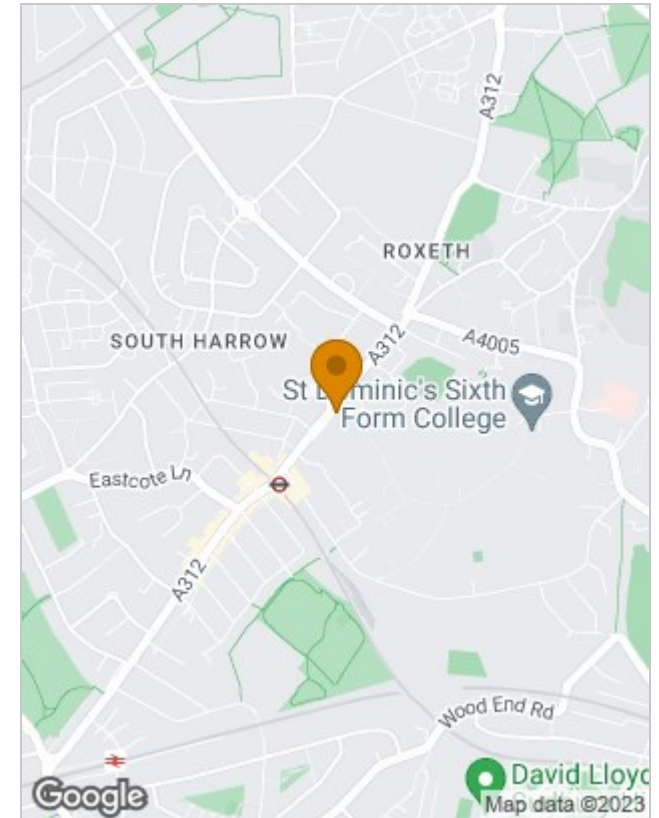 A312
ROXETH
SOUTH HARROW
A312
A4005
St Dominic's Sixth
Form College
Eastcote Ln
A312
Wood End Rd
David Lloyd
Google
Map data ©2023